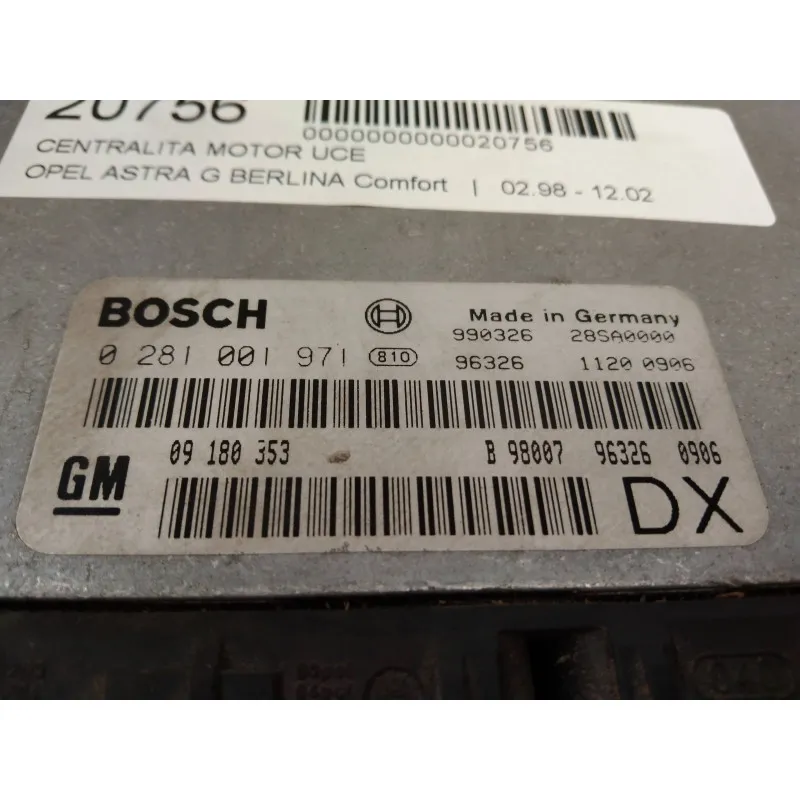 20756
0000000000020756
CENTRALITA MOTOR UCE
OPEL ASTRA G BERLINA Comfort | 02.98 - 12.02
BOSCH Made in Germany
990326 28SA0000
0 281 001 971 810 96326 1120 0906
GM 09 180 353 B 98007 96326 0906
DX